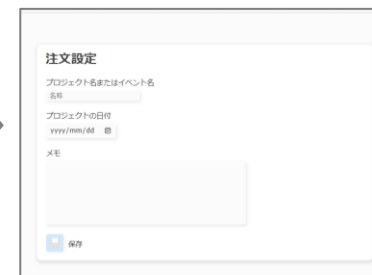 注文設定
プロジェクト名またはイベント名
名称
プロジェクトの日付
yyyy/mm/dd
メモ
保存